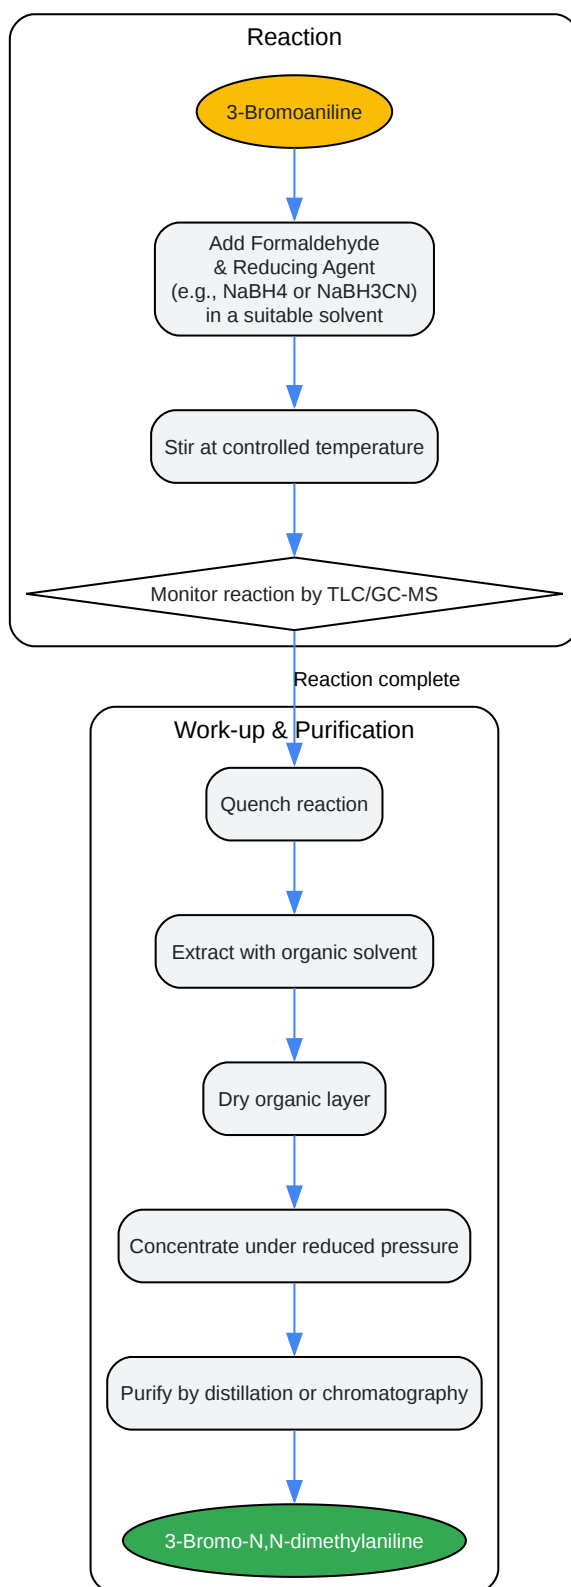 Reaction
3-Bromoaniline
Add Formaldehyde
& Reducing Agent
(e.g., NaBH4 or NaBH3CN)
in a suitable solvent
Stir at controlled temperature
Monitor reaction by TLC/GC-MS
Reaction complete
Work-up & Purification
Quench reaction
Extract with organic solvent
Dry organic layer
Concentrate under reduced pressure
Purify by distillation or chromatography
3-Bromo-N,N-dimethylaniline